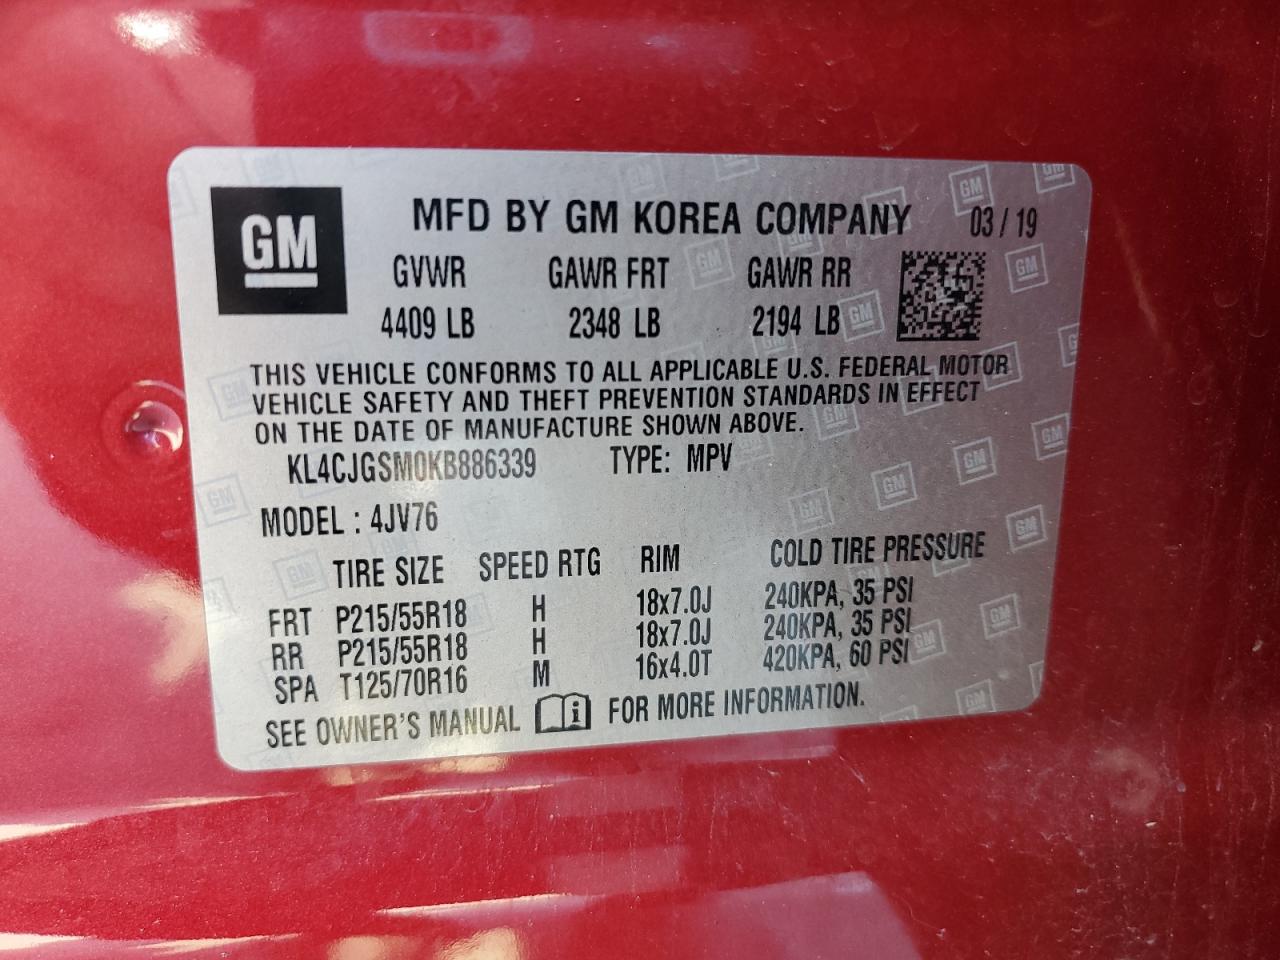 GM
MFD BY GM KOREA COMPANY 03 / 19
GVWR GAWR FRT GAWR RR
4409 LB 2348 LB 2194 LB
THIS VEHICLE CONFORMS TO ALL APPLICABLE U.S. FEDERAL MOTOR
VEHICLE SAFETY AND THEFT PREVENTION STANDARDS IN EFFECT
ON THE DATE OF MANUFACTURE SHOWN ABOVE.
KL4CJGSM0KB886339 TYPE: MPV
MODEL : 4JV76
TIRE SIZE SPEED RTG RIM COLD TIRE PRESSURE
FRT P215/55R18 H 18x7.0J 240KPA, 35 PSI
RR P215/55R18 H 18x7.0J 240KPA, 35 PSI
SPA T125/70R16 M 16x4.0T 420KPA, 60 PSI
SEE OWNER'S MANUAL i FOR MORE INFORMATION.